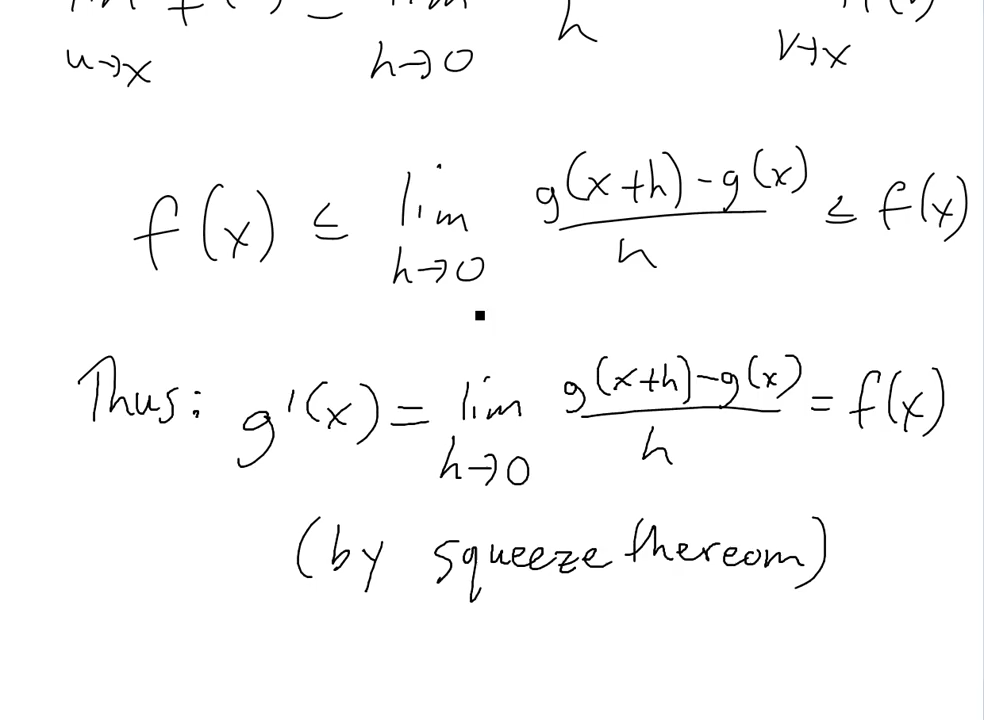 u→x h→0 h v→x
f(x) ≤ lim h→0 g(x+h)-g(x) / h ≤ f(x)
Thus: g'(x) = lim h→0 g(x+h)-g(x) / h = f(x)
(by squeeze thereom)